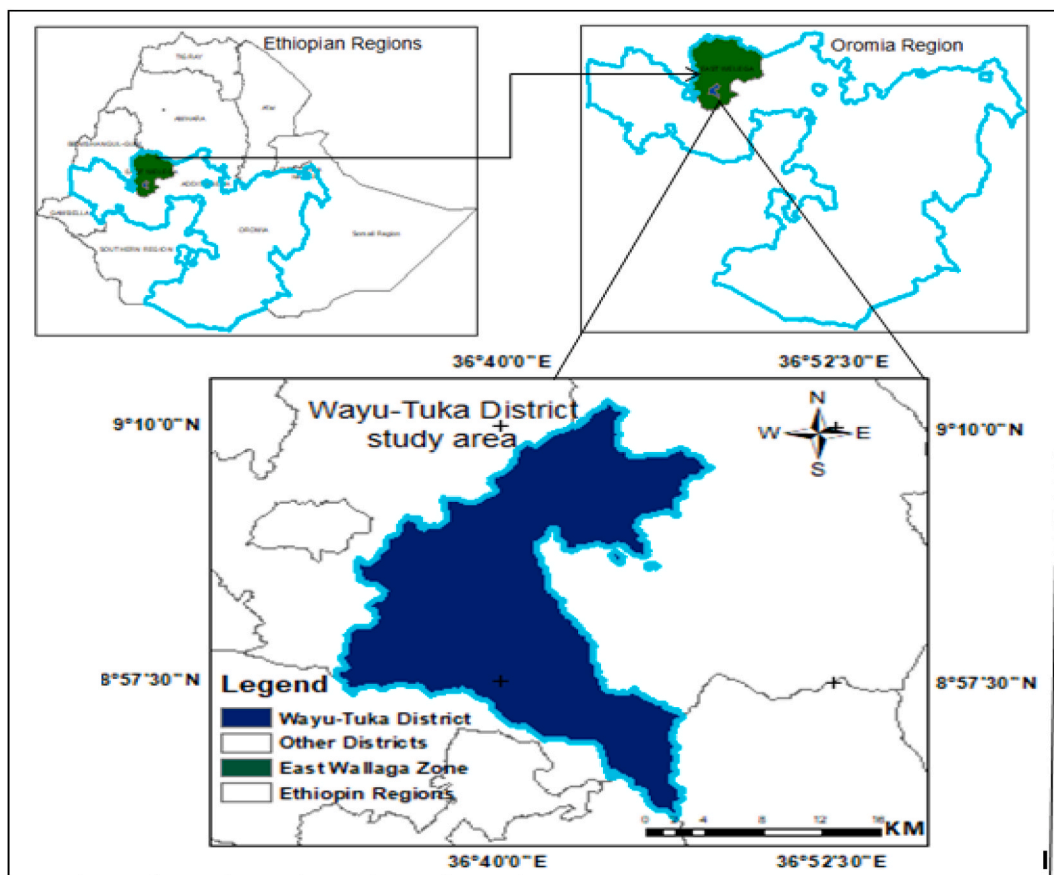 Ethiopian Regions
TIGRAY
AMHARA
GAMBELLA
SOUTHERN REGION
OROMIA
Somali Region
Oromia Region
36°40'0"E
36°52'30"E
Wayu-Tuka District
study area
9°10'0"N
9°10'0"N
N
W
E
S
8°57'30"N
8°57'30"N
Legend
Wayu-Tuka District
Other Districts
East Wallaga Zone
Ethiopin Regions
0 2 4 8 12 16
KM
36°40'0"E
36°52'30"E